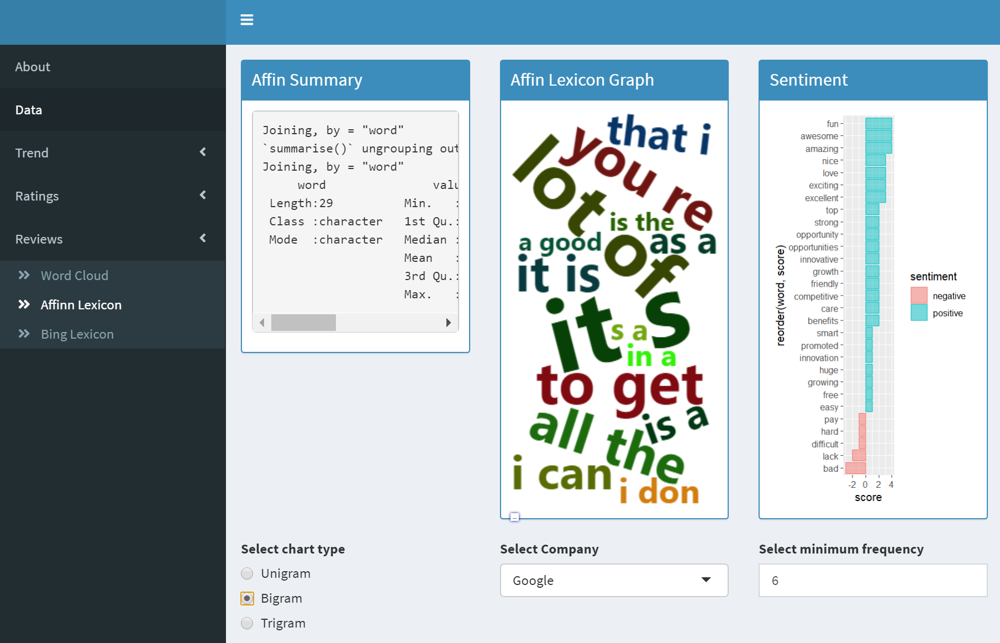 About
Data
Trend
Ratings
Reviews
Word Cloud
Affinn Lexicon
Bing Lexicon
Affin Summary
Joining, by = "word"
`summarise()` ungrouping out
Joining, by = "word"
word valu
Length:29 Min. :
Class :character 1st Qu.:
Mode :character Median :
Mean :
3rd Qu.:
Max. :
Affin Lexicon Graph
that i
you re
lot of
is the
a good
as a
it is
it s
s a
in a
to get
is a
all the
i can
i don
Sentiment
reorder(word, score)
fun
awesome
amazing
nice
love
exciting
excellent
top
strong
opportunity
opportunities
innovative
growth
friendly
competitive
care
benefits
smart
promoted
innovation
huge
growing
free
easy
pay
hard
difficult
lack
bad
-2 0 2 4
score
sentiment
negative
positive
Select chart type
Unigram
Bigram
Trigram
Select Company
Google
Select minimum frequency
6